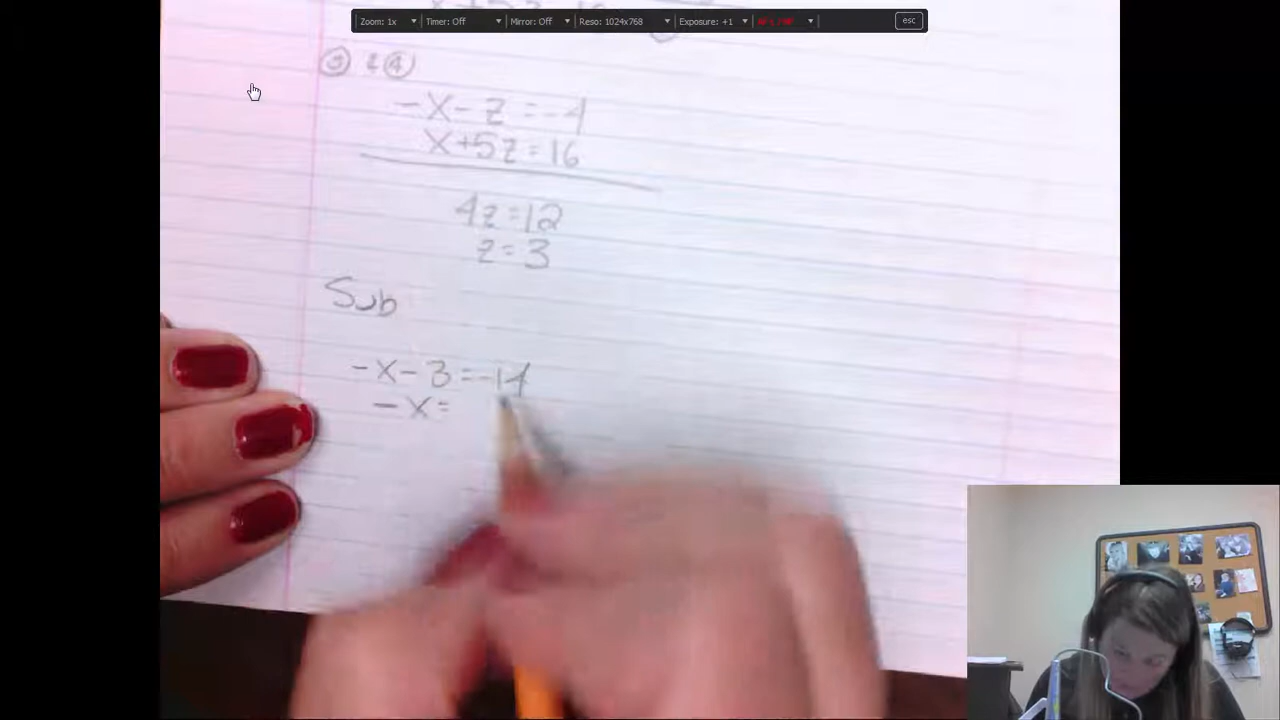 Zoom: 1x Timer: Off Mirror: Off Reso: 1024x768 Exposure: +1 esc
③ & ④
-x - z = -4
x + 5z = 16
4z = 12
z = 3
Sub
-x - 3 = -14
-x =